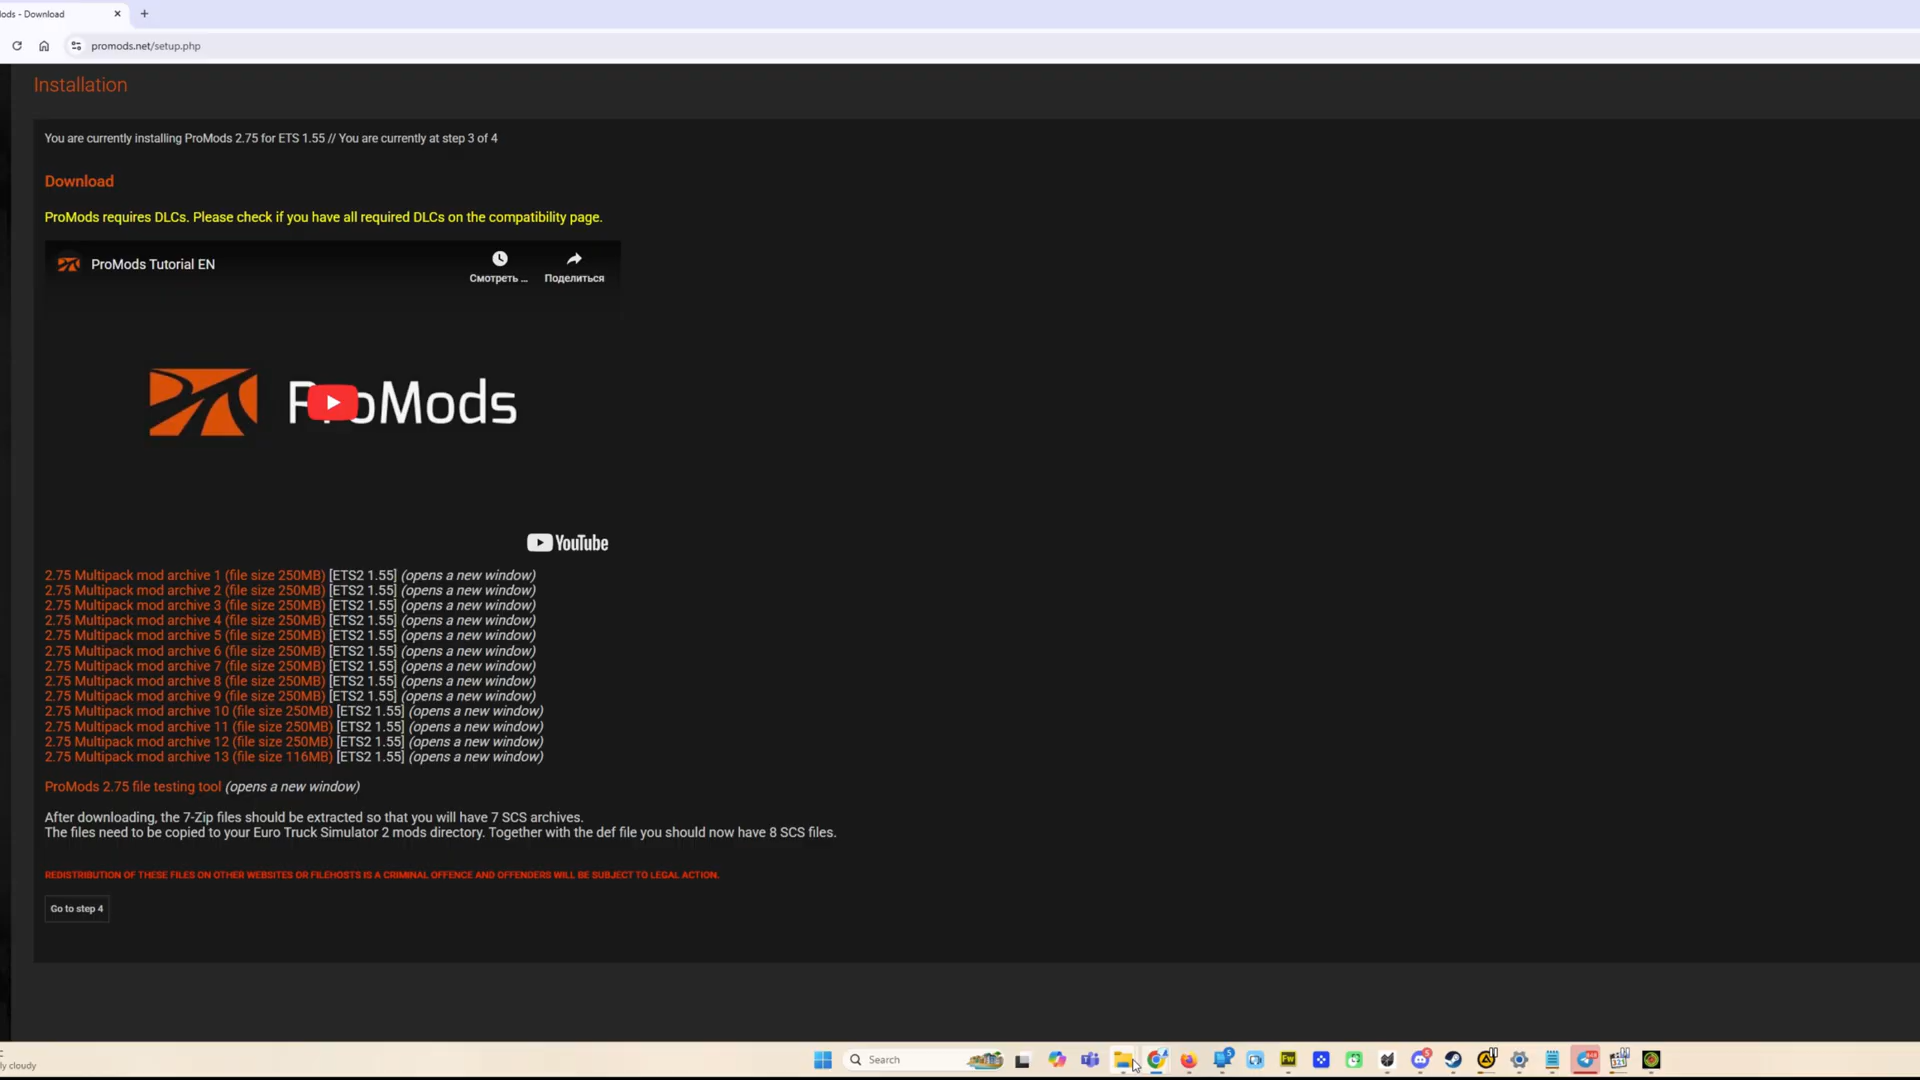 ods - Download
promods.net/setup.php
Installation
You are currently installing ProMods 2.75 for ETS 1.55 // You are currently at step 3 of 4
Download
ProMods requires DLCs. Please check if you have all required DLCs on the compatibility page.
ProMods Tutorial EN
Смотреть ...
Поделиться
ProMods
YouTube
2.75 Multipack mod archive 1 (file size 250MB) [ETS2 1.55] (opens a new window)
2.75 Multipack mod archive 2 (file size 250MB) [ETS2 1.55] (opens a new window)
2.75 Multipack mod archive 3 (file size 250MB) [ETS2 1.55] (opens a new window)
2.75 Multipack mod archive 4 (file size 250MB) [ETS2 1.55] (opens a new window)
2.75 Multipack mod archive 5 (file size 250MB) [ETS2 1.55] (opens a new window)
2.75 Multipack mod archive 6 (file size 250MB) [ETS2 1.55] (opens a new window)
2.75 Multipack mod archive 7 (file size 250MB) [ETS2 1.55] (opens a new window)
2.75 Multipack mod archive 8 (file size 250MB) [ETS2 1.55] (opens a new window)
2.75 Multipack mod archive 9 (file size 250MB) [ETS2 1.55] (opens a new window)
2.75 Multipack mod archive 10 (file size 250MB) [ETS2 1.55] (opens a new window)
2.75 Multipack mod archive 11 (file size 250MB) [ETS2 1.55] (opens a new window)
2.75 Multipack mod archive 12 (file size 250MB) [ETS2 1.55] (opens a new window)
2.75 Multipack mod archive 13 (file size 116MB) [ETS2 1.55] (opens a new window)
ProMods 2.75 file testing tool (opens a new window)
After downloading, the 7-Zip files should be extracted so that you will have 7 SCS archives.
The files need to be copied to your Euro Truck Simulator 2 mods directory. Together with the def file you should now have 8 SCS files.
REDISTRIBUTION OF THESE FILES ON OTHER WEBSITES OR FILEHOSTS IS A CRIMINAL OFFENCE AND OFFENDERS WILL BE SUBJECT TO LEGAL ACTION.
Go to step 4
ly cloudy
Search
Fw